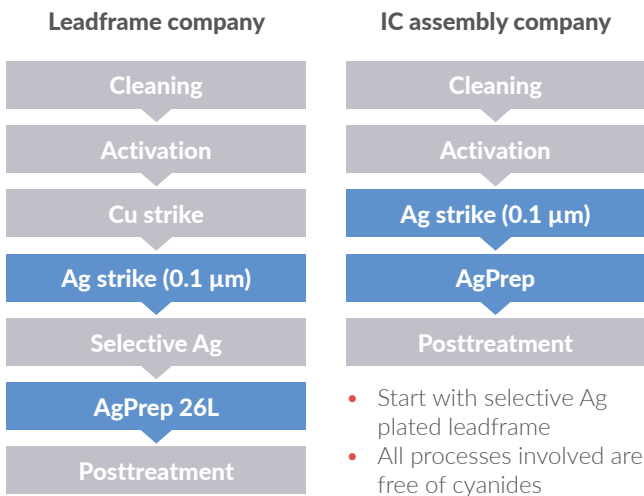 Leadframe company
Cleaning
Activation
Cu strike
Ag strike (0.1 µm)
Selective Ag
AgPrep 26L
Posttreatment
IC assembly company
Cleaning
Activation
Ag strike (0.1 µm)
AgPrep
Posttreatment
• Start with selective Ag
plated leadframe
• All processes involved are
free of cyanides